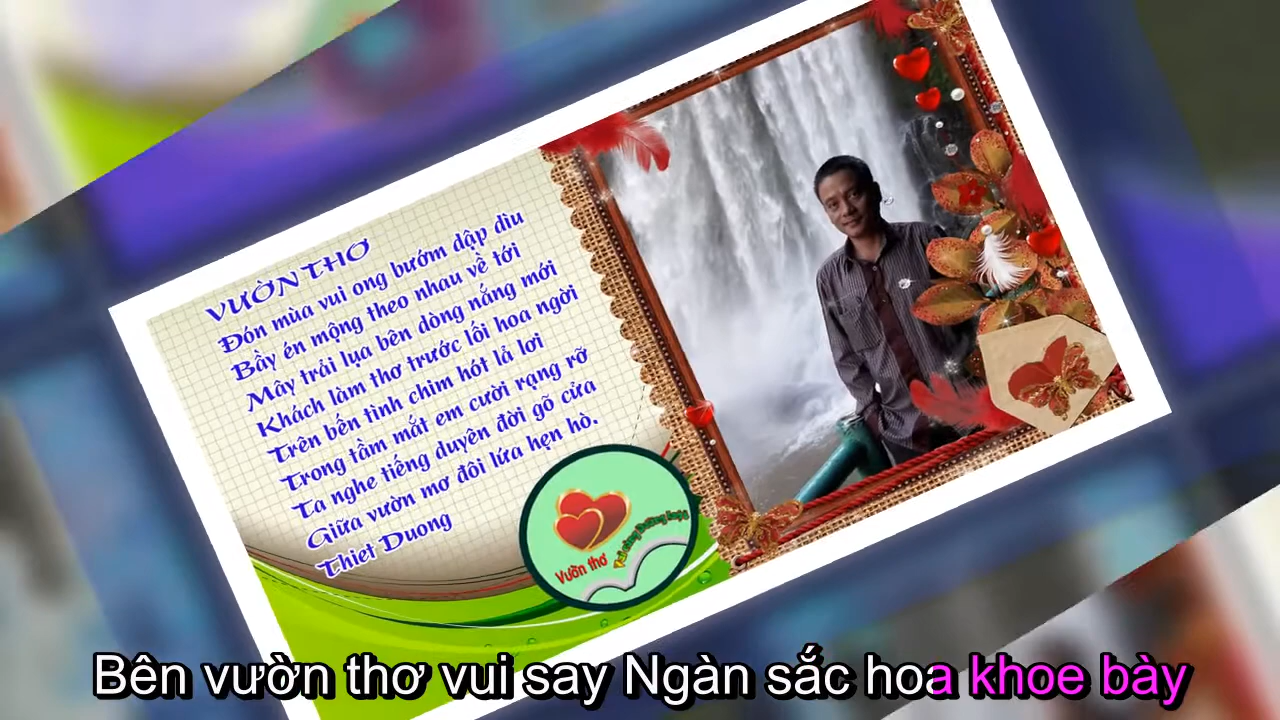 VƯỜN THƠ
Đón mùa vui ong bướm dập dìu
Bầy én mộng theo nhau về tới
Mây trải lụa bên dòng nắng mới
Khách làm thơ trước lối hoa ngời
Trên bến tình chim hót lả lơi
Trong tầm mắt em cười rạng rỡ
Ta nghe tiếng duyên đời gõ cửa
Giữa vườn mơ đôi lứa hẹn hò.
Thiet Duong
Vườn thơ
Bên vườn thơ vui say Ngàn sắc hoa khoe bày